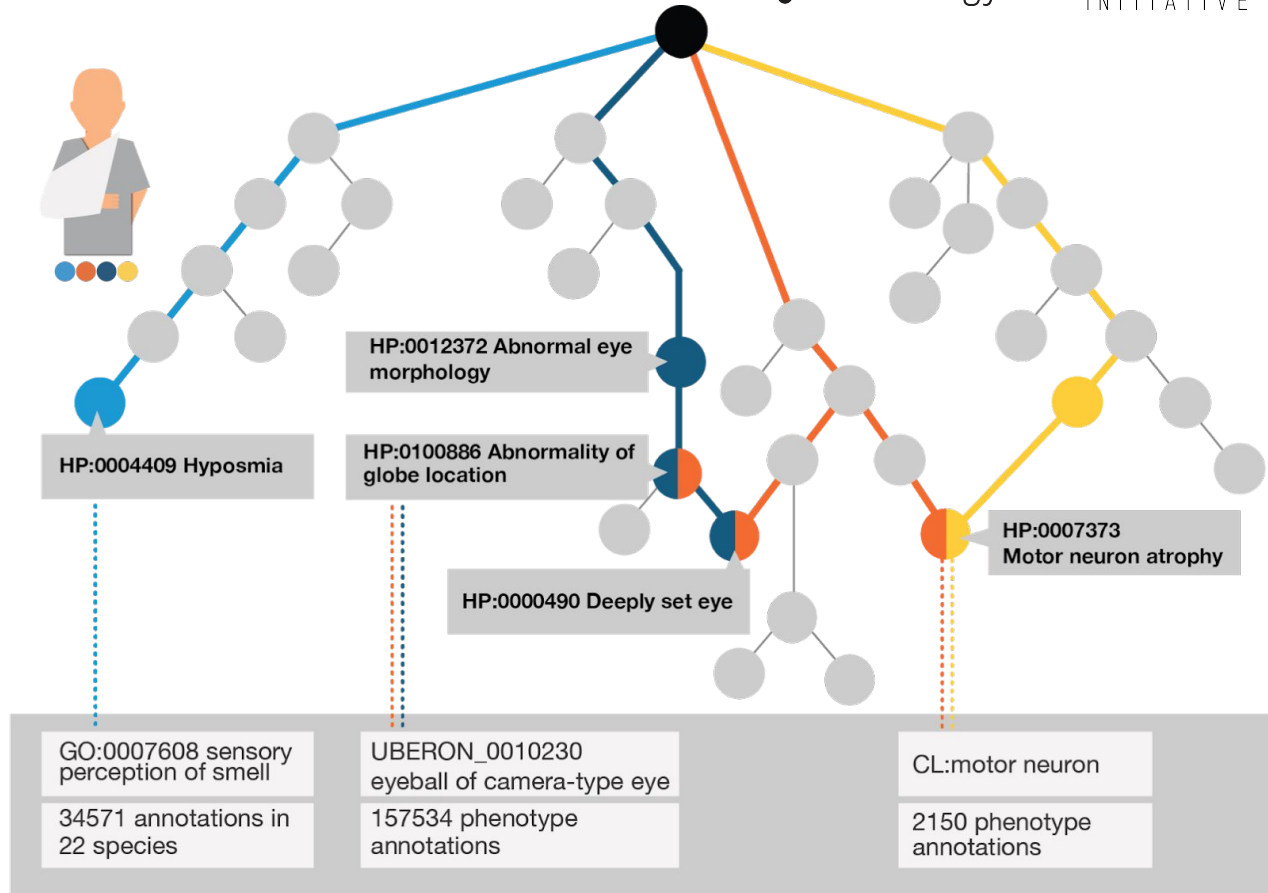 INITIATIVE
HP:0012372 Abnormal eye
morphology
HP:0100886 Abnormality of
globe location
HP:0004409 Hyposmia
HP:0007373
Motor neuron atrophy
HP:0000490 Deeply set eye
GO:0007608 sensory
perception of smell
34571 annotations in
22 species
UBERON_0010230
eyeball of camera-type eye
157534 phenotype
annotations
CL:motor neuron
2150 phenotype
annotations